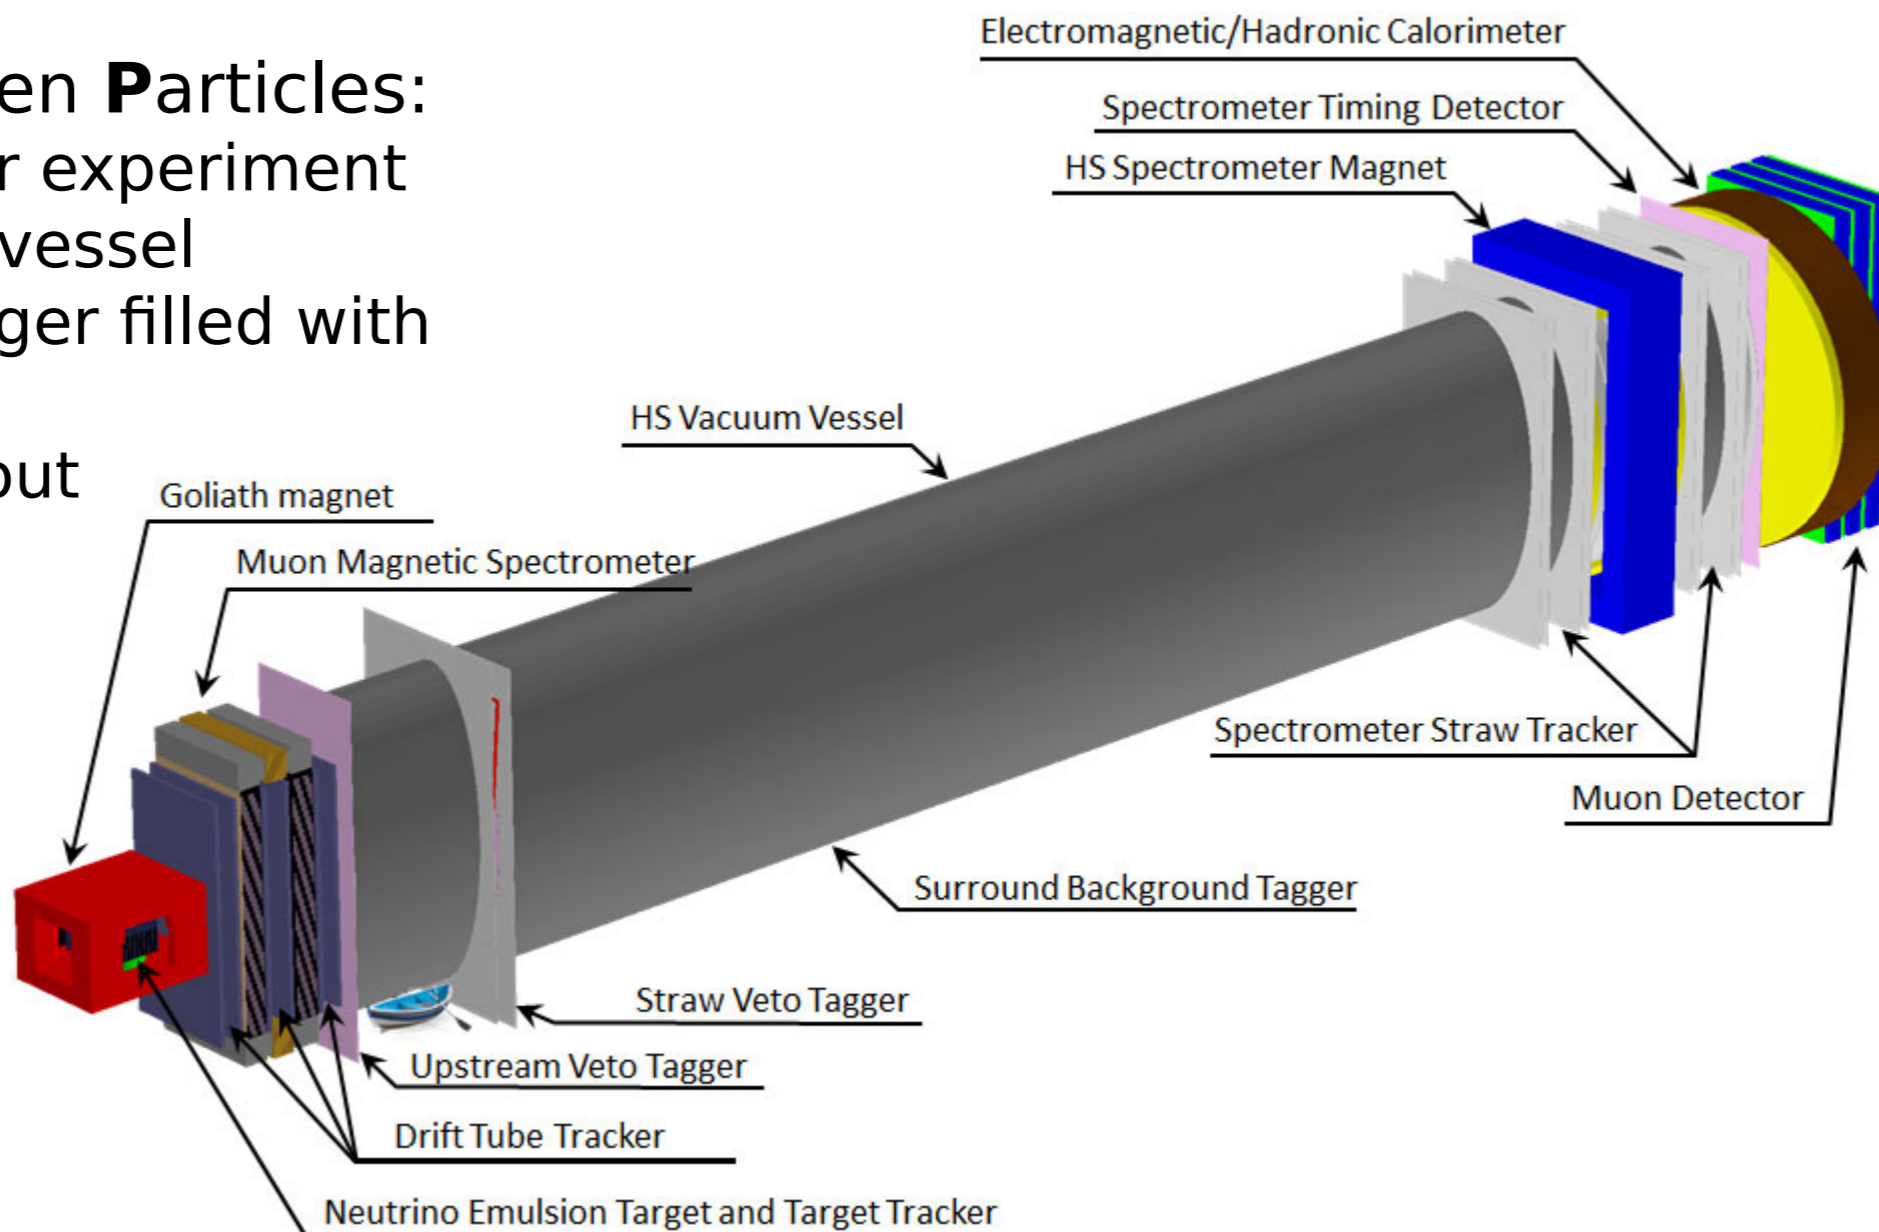 en Particles:
r experiment
vessel
ger filled with
out
Electromagnetic/Hadronic Calorimeter
Spectrometer Timing Detector
HS Spectrometer Magnet
HS Vacuum Vessel
Goliath magnet
Muon Magnetic Spectrometer
Spectrometer Straw Tracker
Muon Detector
Surround Background Tagger
Straw Veto Tagger
Upstream Veto Tagger
Drift Tube Tracker
Neutrino Emulsion Target and Target Tracker